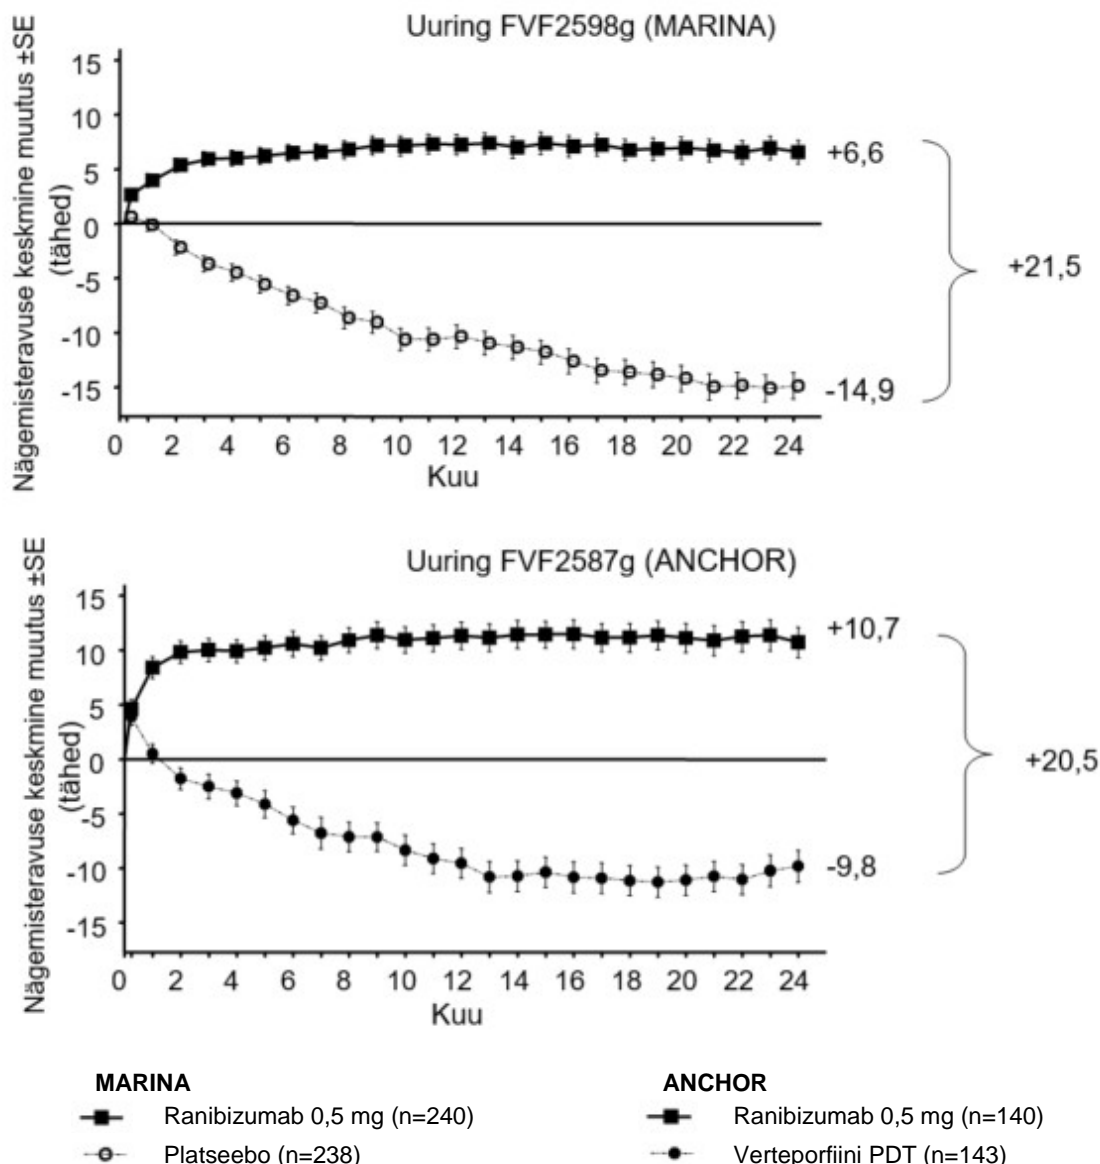 Uuring FVF2598g (MARINA)
Nägemisteravuse keskmine muutus ±SE
(tähed)
15
10
5
0
-5
-10
-15
+6,6
+21,5
-14,9
0 2 4 6 8 10 12 14 16 18 20 22 24
Kuu
Uuring FVF2587g (ANCHOR)
Nägemisteravuse keskmine mutus ±SE
(tähed)
15
10
5
0
-5
-10
-15
+10,7
+20,5
-9,8
0 2 4 6 8 10 12 14 16 18 20 22 24
Kuu
MARINA
Ranibizumab 0,5 mg (n=240)
Platseebo (n=238)
ANCHOR
Ranibizumab 0,5 mg (n=140)
Verteporfiini PDT (n=143)